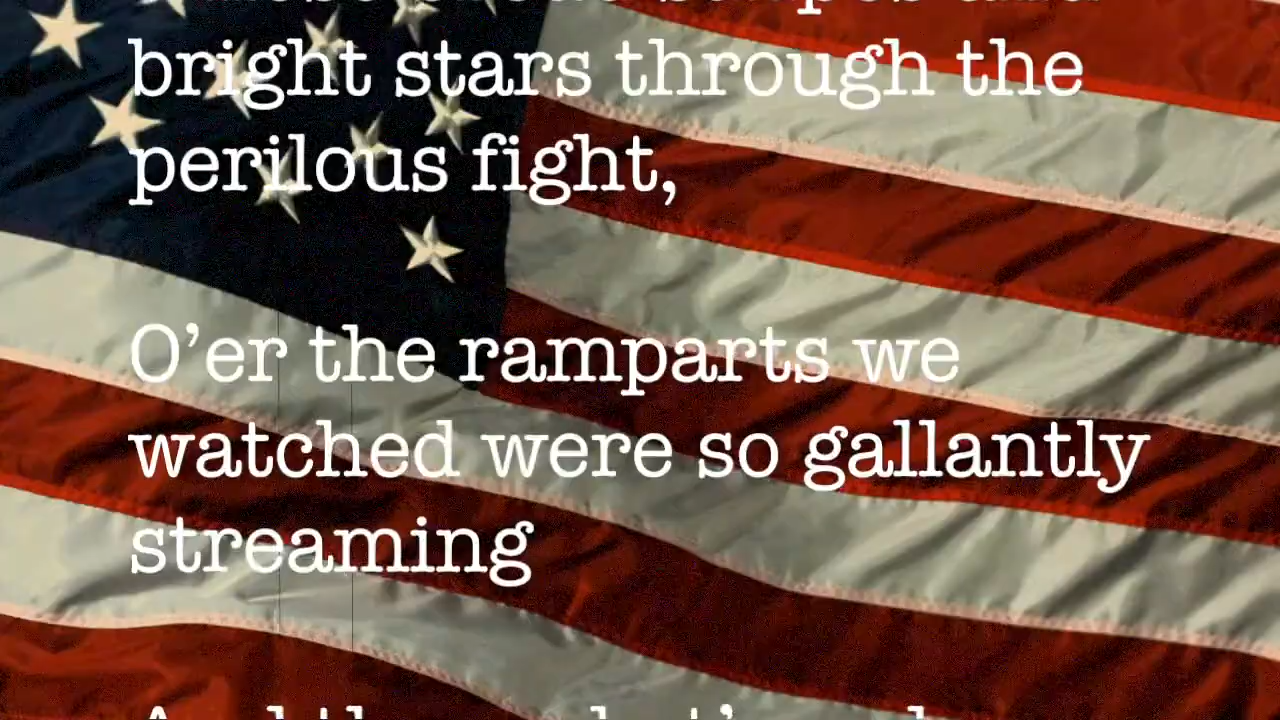 bright stars through the
perilous fight,
O’er the ramparts we
watched were so gallantly
streaming